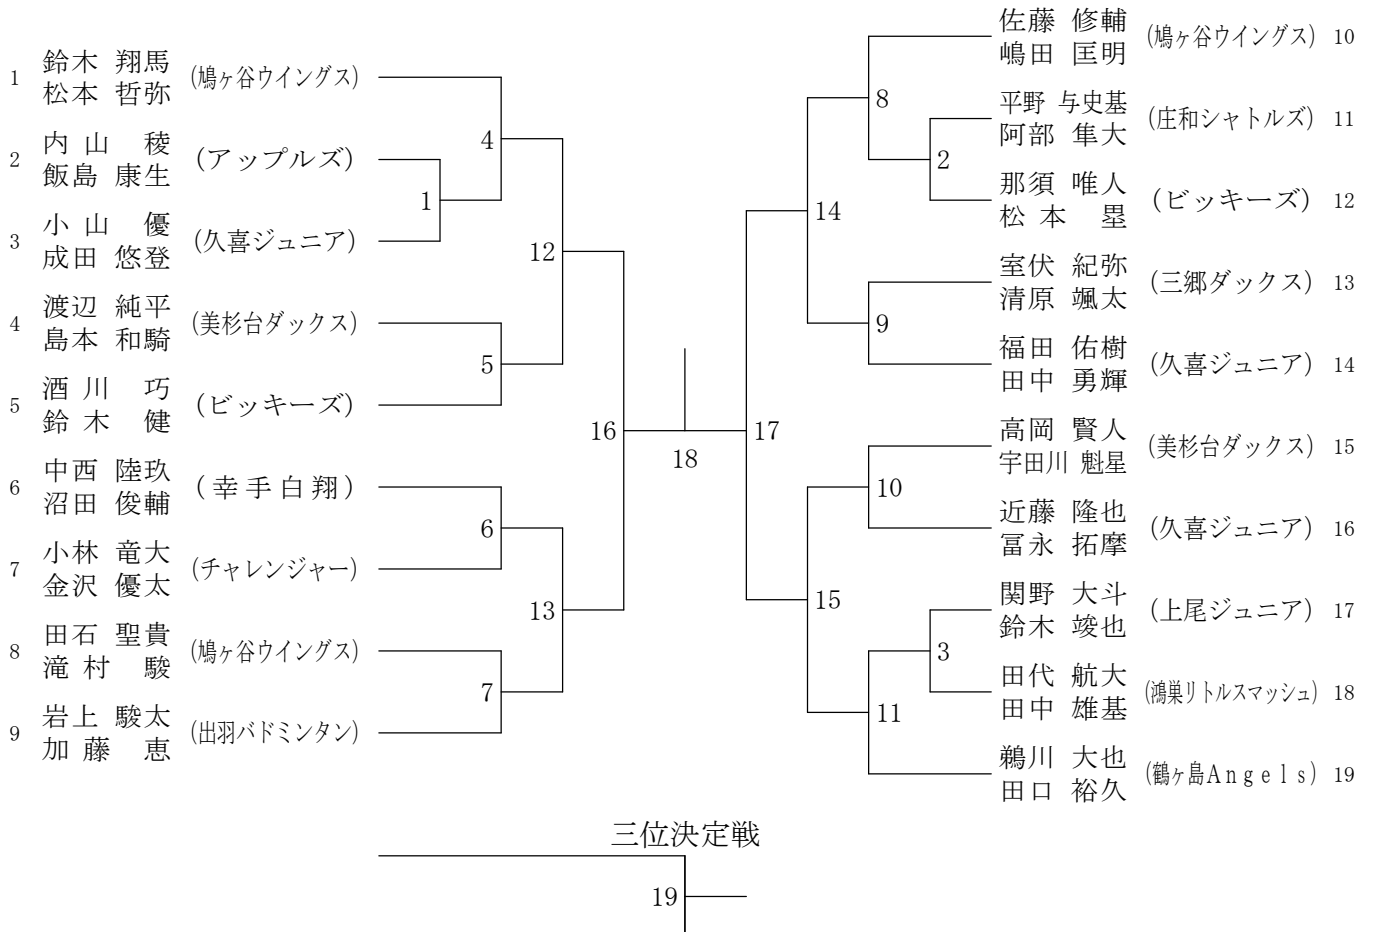 1 鈴木 翔馬 (鳩ヶ谷ウイングス)
松本 哲弥
2 内山 稜 (アップルズ)
飯島 康生
3 小山 優 (久喜ジュニア)
成田 悠登
4 渡辺 純平 (美杉台ダックス)
島本 和騎
5 酒川 巧 (ビッキーズ)
鈴木 健
6 中西 陸玖 (幸手白翔)
沼田 俊輔
7 小林 竜大 (チャレンジャー)
金沢 優太
8 田石 聖貴 (鳩ヶ谷ウイングス)
滝村 駿
9 岩上 駿太 (出羽バドミンタン)
加藤 恵
1
4
5
6
7
12
13
16
18
17
14
15
8
9
10
11
2
3
佐藤 修輔 (鳩ヶ谷ウイングス) 10
嶋田 匡明
平野 与史基 (庄和シャトルズ) 11
阿部 隼大
那須 唯人 (ビッキーズ) 12
松本 塁
室伏 紀弥 (三郷ダックス) 13
清原 颯太
福田 佑樹 (久喜ジュニア) 14
田中 勇輝
高岡 賢人 (美杉台ダックス) 15
宇田川 魁星
近藤 隆也 (久喜ジュニア) 16
冨永 拓摩
関野 大斗 (上尾ジュニア) 17
鈴木 竣也
田代 航大 (鴻巣リトルスマッシュ) 18
田中 雄基
鵜川 大也 (鶴ヶ島Angels) 19
田口 裕久
三位決定戦
19